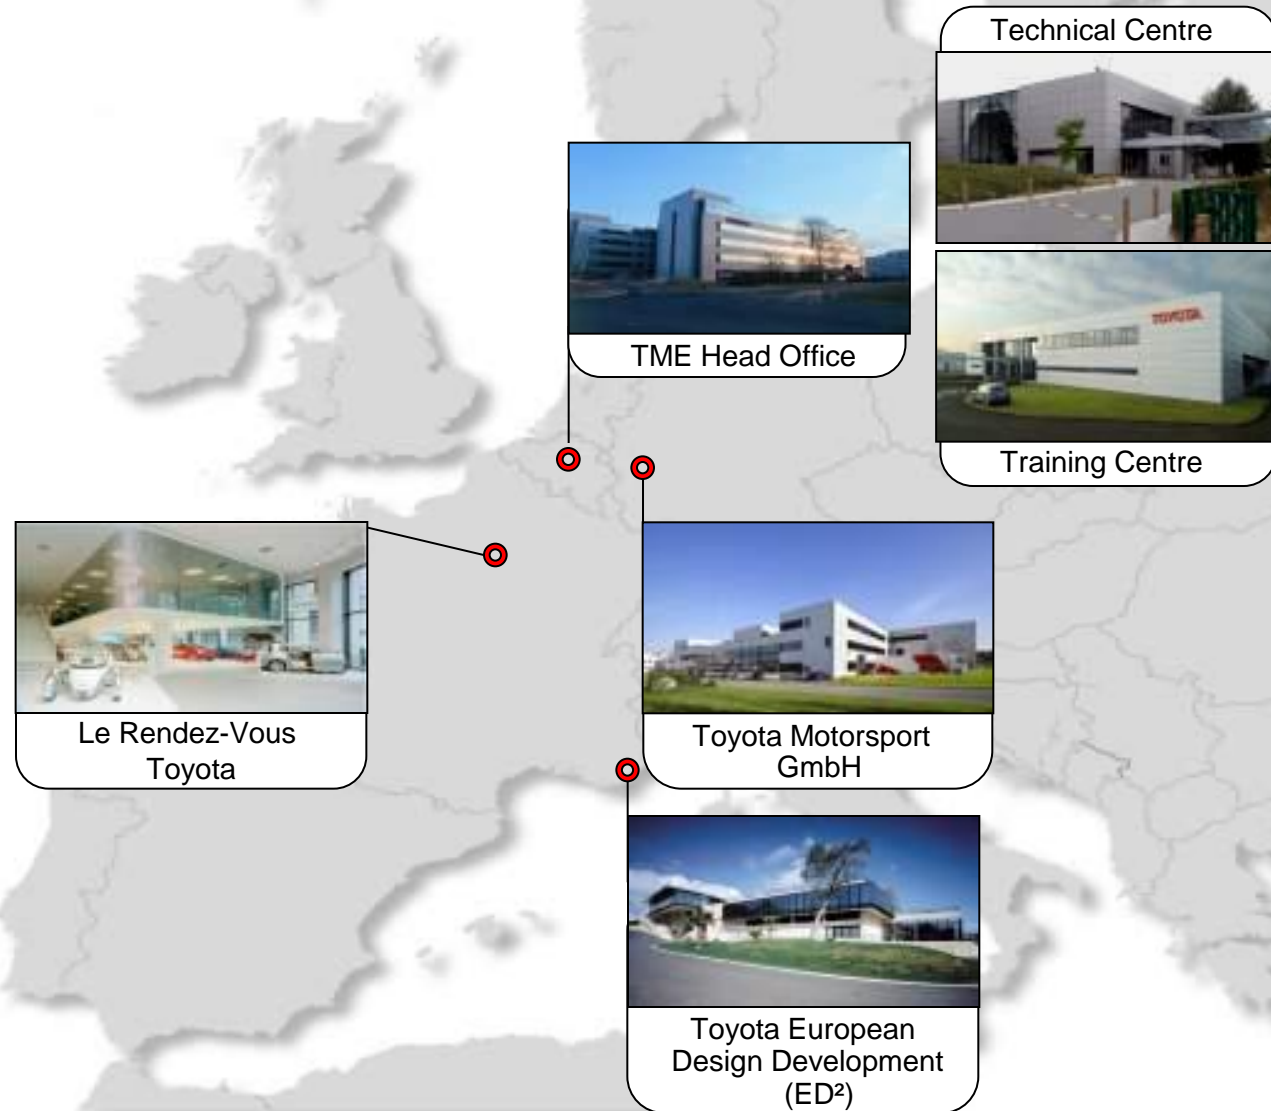 Technical Centre
TME Head Office
TOYOTA
Training Centre
Le Rendez-Vous
Toyota
Toyota Motorsport
GmbH
Toyota European
Design Development
(ED²)